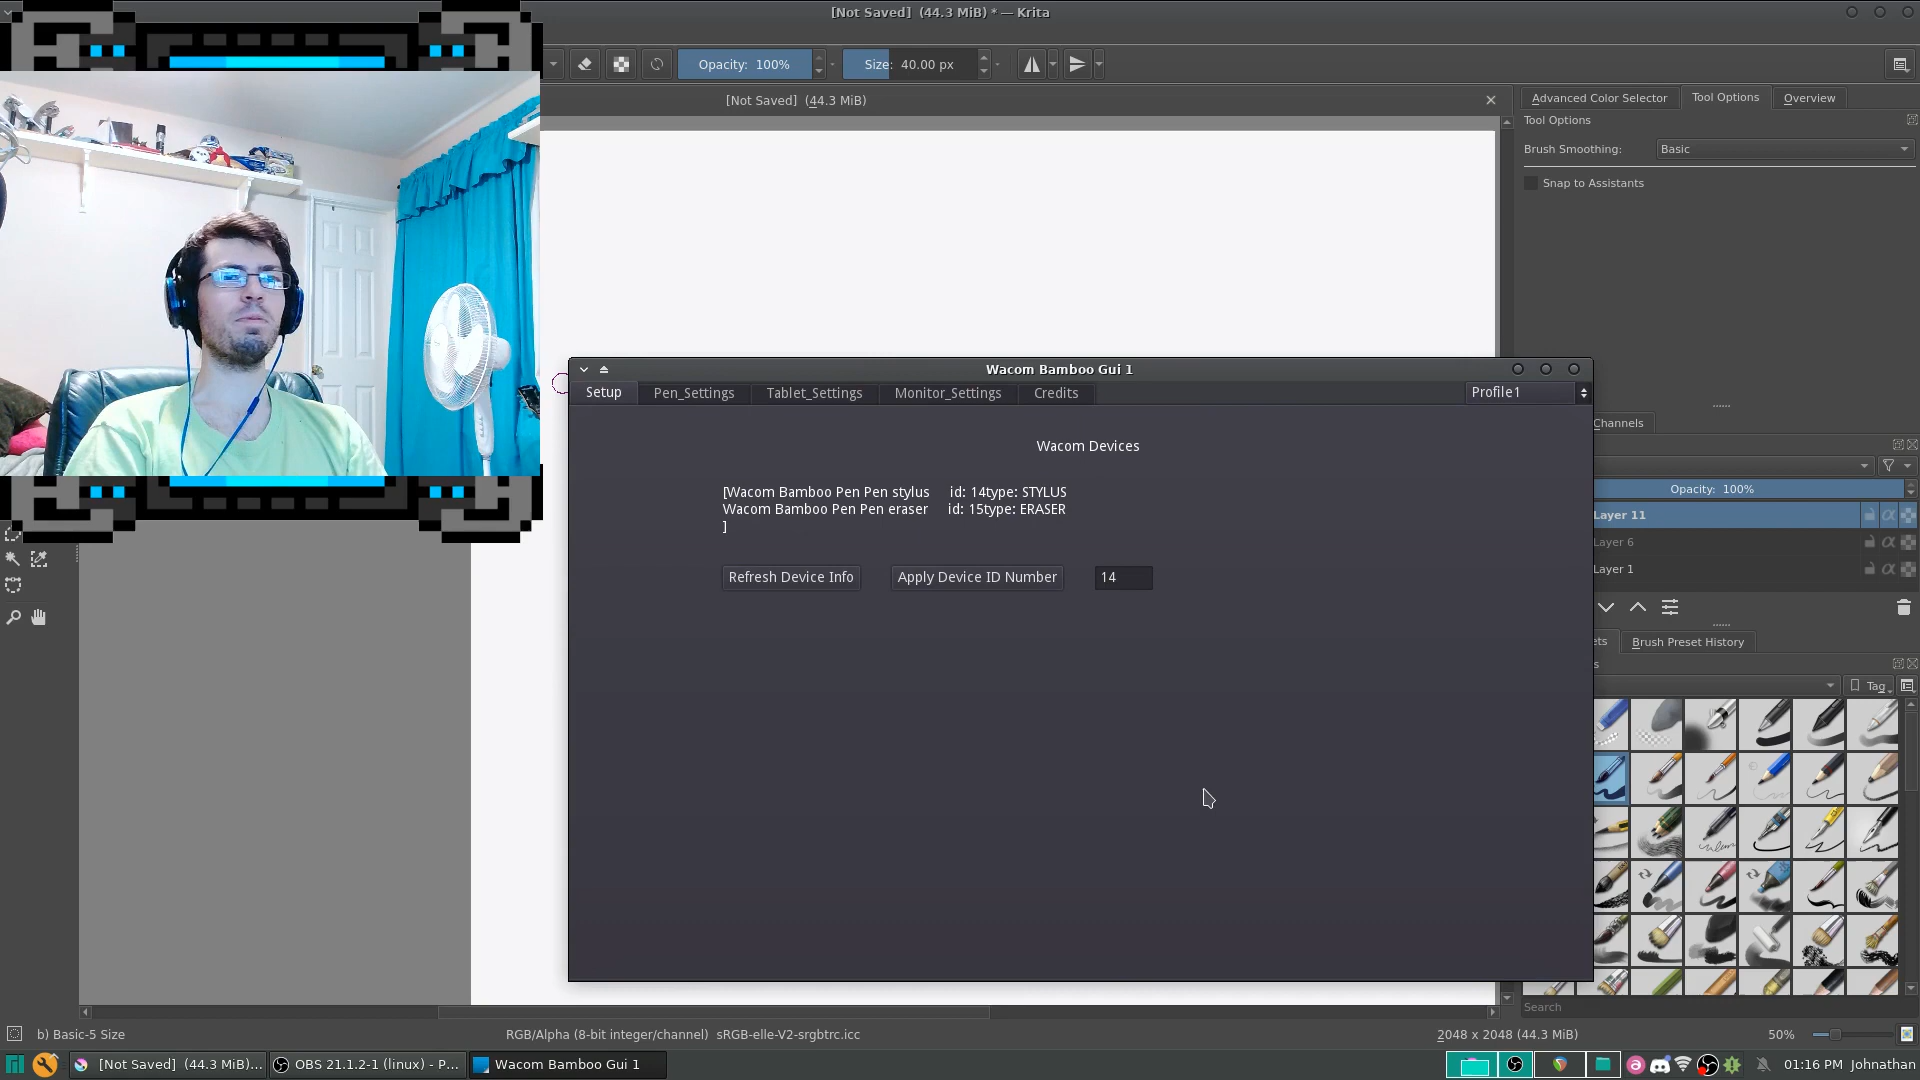 [Not Saved]  (44.3 MiB) * — Krita
Opacity:  100%
Size:  40.00 px
[Not Saved]  (44.3 MiB)
Advanced Color Selector
Tool Options
Overview
Tool Options
Brush Smoothing:
Basic
Snap to Assistants
Wacom Bamboo Gui 1
Setup
Pen_Settings
Tablet_Settings
Monitor_Settings
Credits
Profile1
Wacom Devices
[Wacom Bamboo Pen Pen stylus     id: 14type: STYLUS
Wacom Bamboo Pen Pen eraser     id: 15type: ERASER
]
Refresh Device Info
Apply Device ID Number
14
Channels
Opacity:  100%
Layer 11
Layer 6
Layer 1
ets
Brush Preset History
s
Tag
Search
b) Basic-5 Size
RGB/Alpha (8-bit integer/channel)  sRGB-elle-V2-srgbtrc.icc
2048 x 2048 (44.3 MiB)
50%
[Not Saved]  (44.3 MiB)...
OBS 21.1.2-1 (linux) - P...
Wacom Bamboo Gui 1
01:16 PM
Johnathan